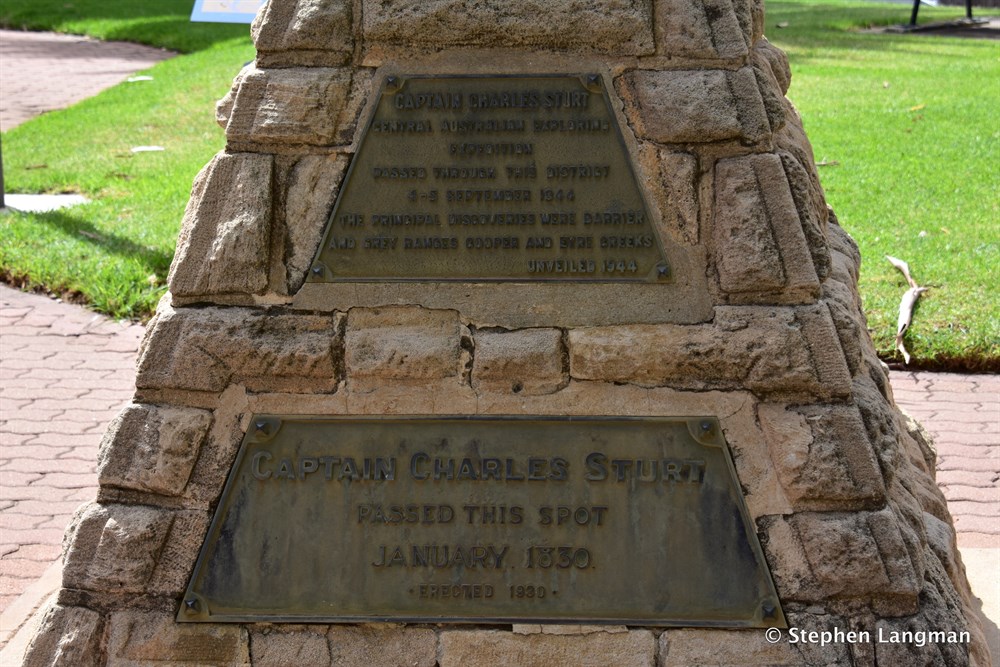 CAPTAIN CHARLES STURT
CENTRAL AUSTRALIAN EXPLORING
EXPEDITION
PASSED THROUGH THIS DISTRICT
SEPTEMBER 1844
THE PRINCIPAL DISCOVERIES WERE BARRIER
AND GREY RANGES COOPER AND EYRE CREEKS
UNVEILED 1944
CAPTAIN CHARLES STURT
PASSED THIS SPOT
JANUARY. 1830.
· ERECTED 1930 ·
© Stephen Langman